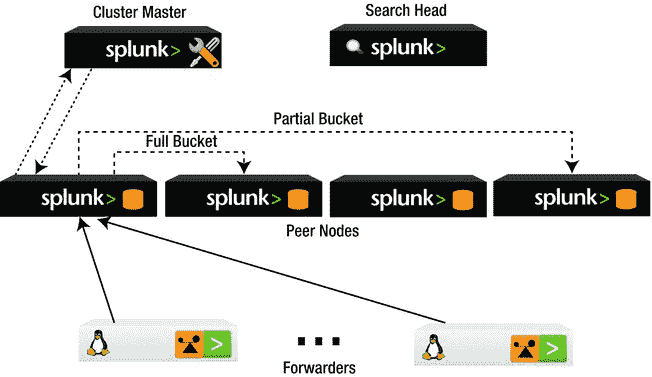 Cluster Master
Search Head
splunk>
splunk>
Partial Bucket
Full Bucket
splunk>
splunk>
splunk>
splunk>
Peer Nodes
>
>
Forwarders